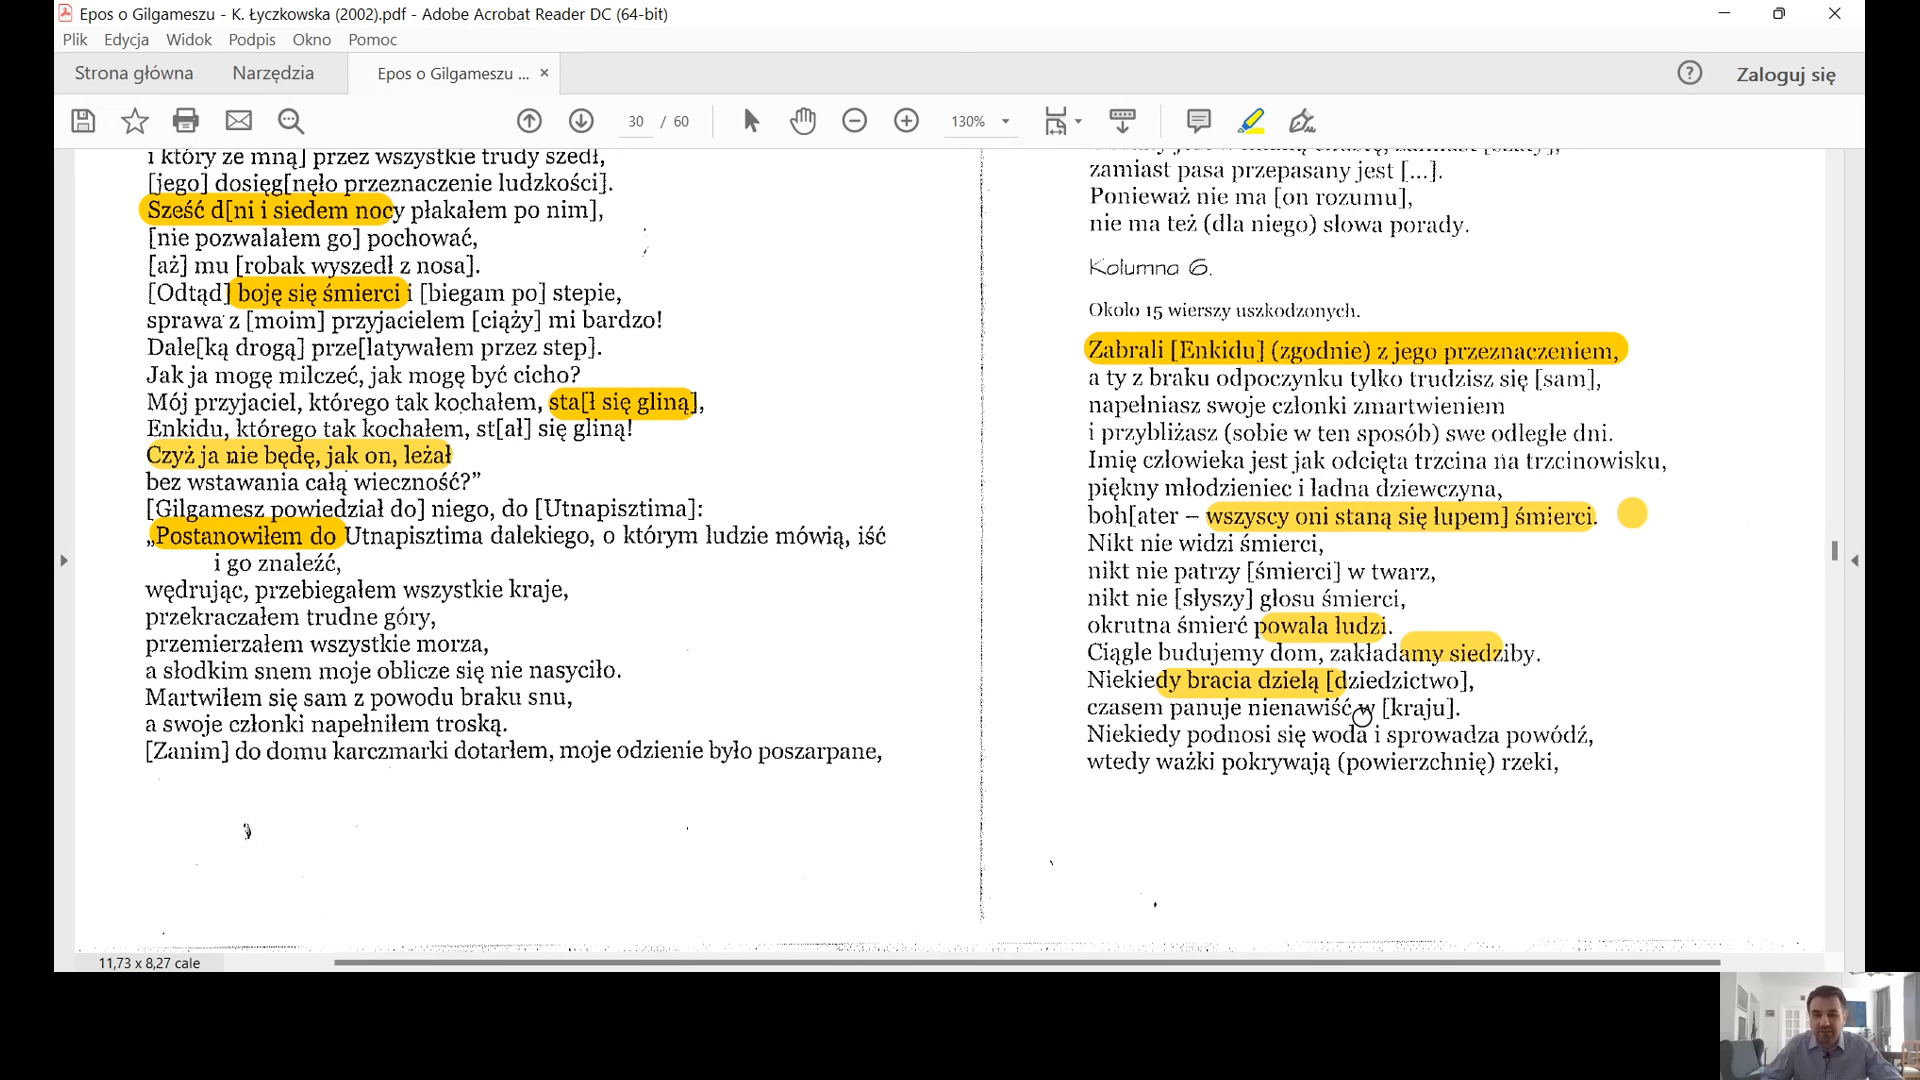 Epos o Gilgameszu - K. Łyczkowska (2002).pdf - Adobe Acrobat Reader DC (64-bit)
Plik Edycja Widok Podpis Okno Pomoc
Strona główna Narzędzia Epos o Gilgameszu ... × Zaloguj się
30 / 60 130%
i który ze mną] przez wszystkie trudy szedł,
[jego] dosięg[nęło przeznaczenie ludzkości].
Sześć d[ni i siedem nocy płakałem po nim],
[nie pozwalałem go] pochować,
[aż] mu [robak wyszedł z nosa].
[Odtąd] boję się śmierci i [biegam po] stepie,
sprawa z [moim] przyjacielem [ciąży] mi bardzo!
Dale[ką drogą] prze[latywałem przez step].
Jak ja mogę milczeć, jak mogę być cicho?
Mój przyjaciel, którego tak kochałem, sta[ł się gliną],
Enkidu, którego tak kochałem, st[ał] się gliną!
Czyż ja nie będę, jak on, leżał
bez wstawania całą wieczność?”
[Gilgamesz powiedział do] niego, do [Utnapisztima]:
„Postanowiłem do Utnapisztima dalekiego, o którym ludzie mówią, iść
i go znaleźć,
wędrując, przebiegałem wszystkie kraje,
przekraczałem trudne góry,
przemierzałem wszystkie morza,
a słodkim snem moje oblicze się nie nasyciło.
Martwiłem się sam z powodu braku snu,
a swoje członki napełniłem troską.
[Zanim] do domu karczmarki dotarłem, moje odzienie było poszarpane,
zamiast pasa przepasany jest [...].
Ponieważ nie ma [on rozumu],
nie ma też (dla niego) słowa porady.
Kolumna 6.
Około 15 wierszy uszkodzonych.
Zabrali [Enkidu] (zgodnie) z jego przeznaczeniem,
a ty z braku odpoczynku tylko trudzisz się [sam],
napełniasz swoje członki zmartwieniem
i przybliżasz (sobie w ten sposób) swe odległe dni.
Imię człowieka jest jak odcięta trzcina na trzcinowisku,
piękny młodzieniec i ładna dziewczyna,
boh[ater – wszyscy oni staną się łupem] śmierci.
Nikt nie widzi śmierci,
nikt nie patrzy [śmierci] w twarz,
nikt nie [słyszy] głosu śmierci,
okrutna śmierć powala ludzi.
Ciągle budujemy dom, zakładamy siedziby.
Niekiedy bracia dzielą [dziedzictwo],
czasem panuje nienawiść w [kraju].
Niekiedy podnosi się woda i sprowadza powódź,
wtedy ważki pokrywają (powierzchnię) rzeki,
11,73 x 8,27 cale